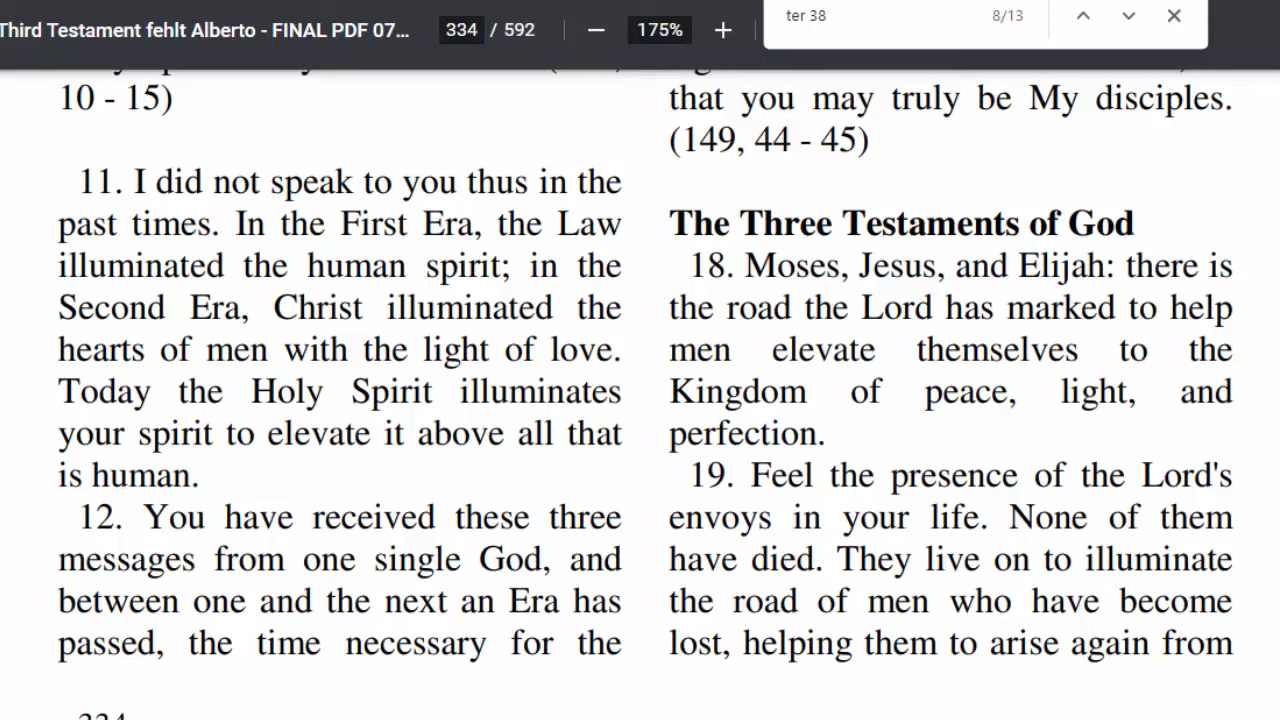 Third Testament fehlt Alberto - FINAL PDF 07...
334 / 592
175%
ter 38
8/13
10 - 15)
11. I did not speak to you thus in the
past times. In the First Era, the Law
illuminated the human spirit; in the
Second Era, Christ illuminated the
hearts of men with the light of love.
Today the Holy Spirit illuminates
your spirit to elevate it above all that
is human.
12. You have received these three
messages from one single God, and
between one and the next an Era has
passed, the time necessary for the
that you may truly be My disciples.
(149, 44 - 45)
The Three Testaments of God
18. Moses, Jesus, and Elijah: there is
the road the Lord has marked to help
men elevate themselves to the
Kingdom of peace, light, and
perfection.
19. Feel the presence of the Lord's
envoys in your life. None of them
have died. They live on to illuminate
the road of men who have become
lost, helping them to arise again from
334